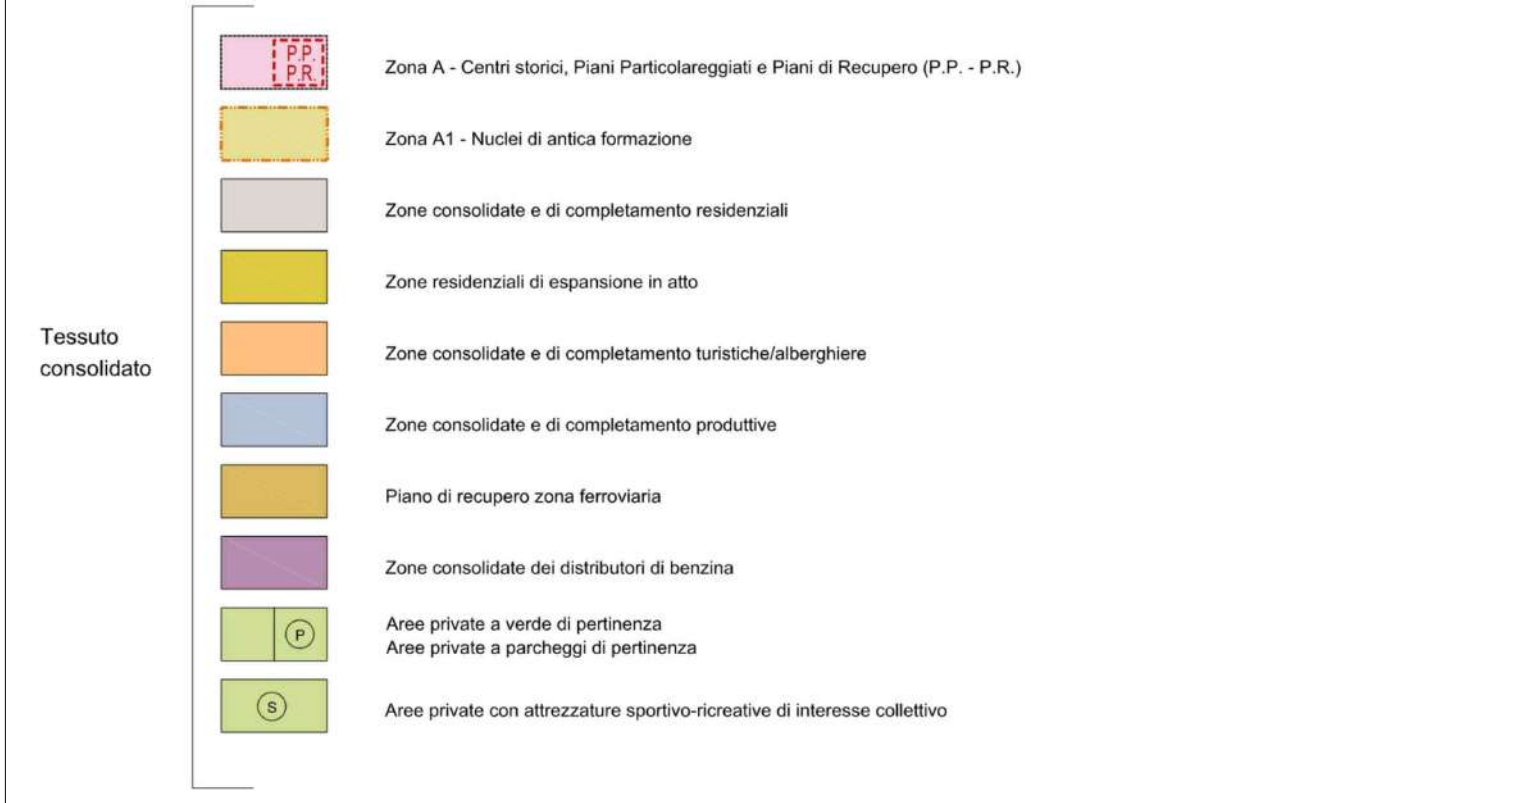 P.P.
P.R.
Zona A - Centri storici, Piani Particolareggiati e Piani di Recupero (P.P. - P.R.)
Zona A1 - Nuclei di antica formazione
Zone consolidate e di completamento residenziali
Zone residenziali di espansione in atto
Tessuto
consolidato
Zone consolidate e di completamento turistiche/alberghiere
Zone consolidate e di completamento produttive
Piano di recupero zona ferroviaria
Zone consolidate dei distributori di benzina
P
Aree private a verde di pertinenza
Aree private a parcheggi di pertinenza
S
Aree private con attrezzature sportivo-ricreative di interesse collettivo